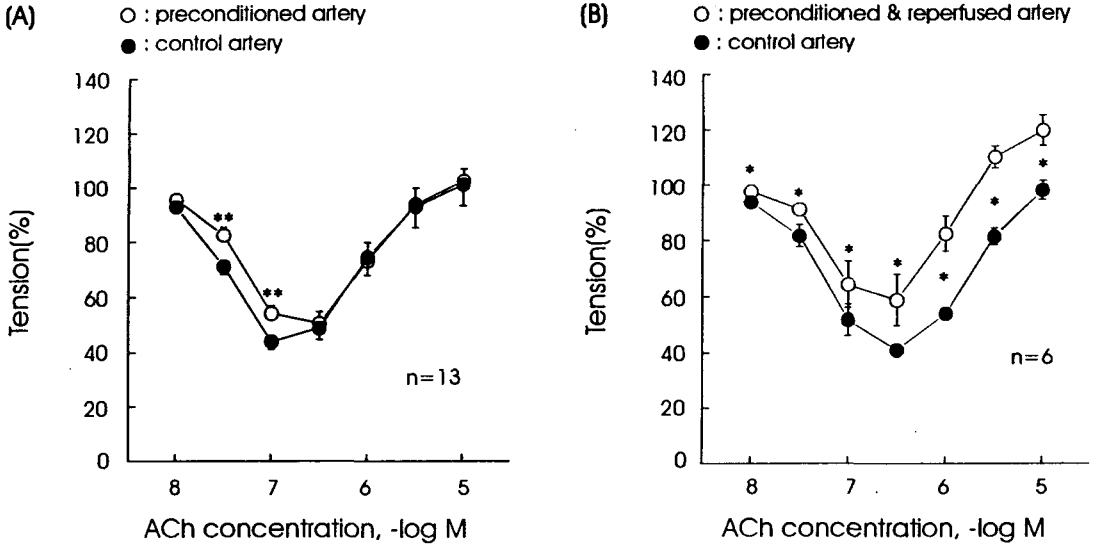 (A)
○ : preconditioned artery
● : control artery
140
120
100
80
60
40
20
0
Tension(%)
**
**
n=13
8 7 6 5
ACh concentration, -log M
(B)
○ : preconditioned & reperfused artery
● : control artery
140
120
100
80
60
40
20
0
Tension(%)
*
*
*
*
*
*
*
n=6
8 7 6 5
ACh concentration, -log M